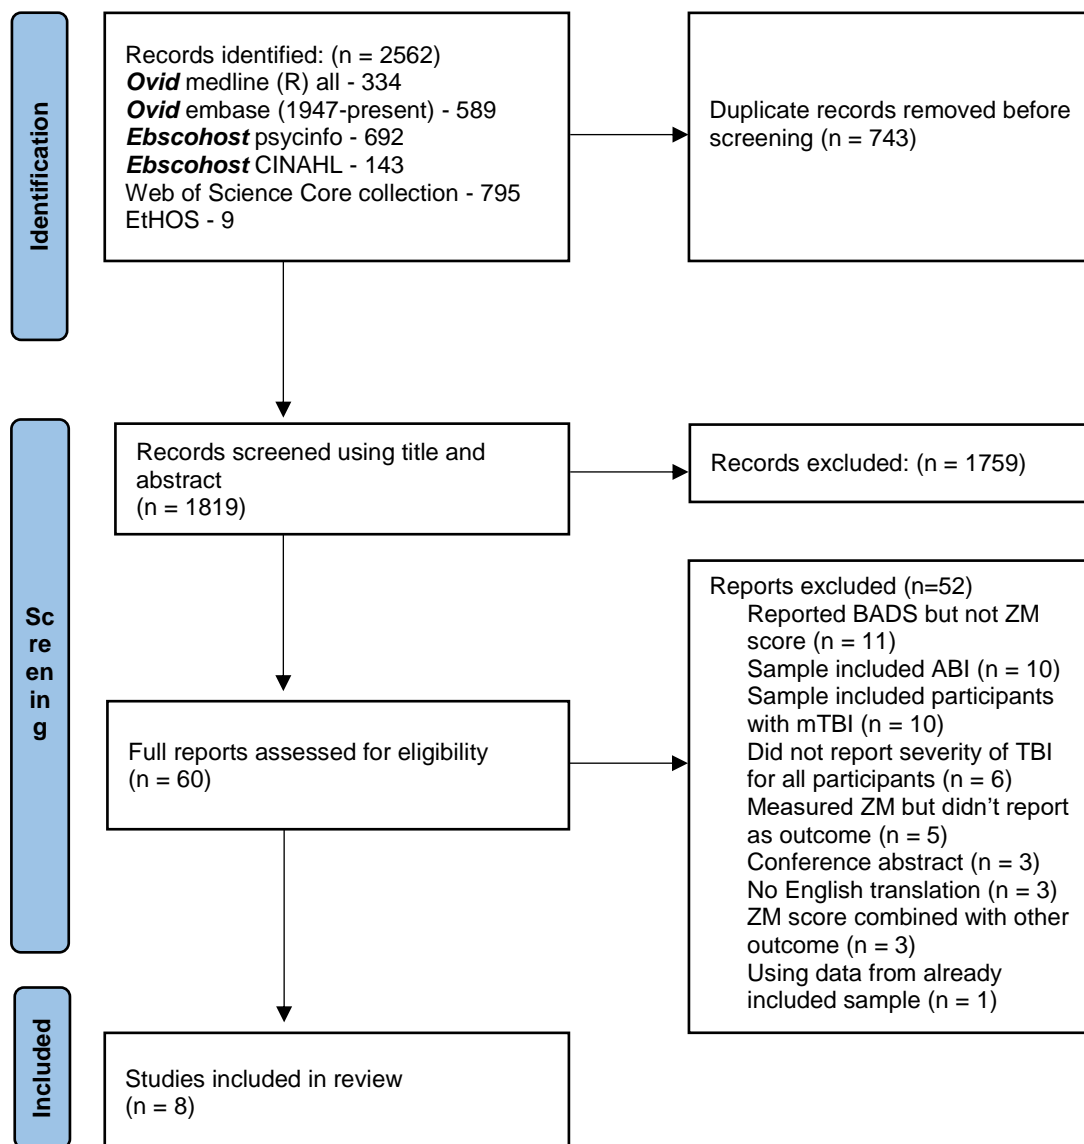 Identification
Records identified: (n = 2562)
Ovid medline (R) all - 334
Ovid embase (1947-present) - 589
Ebscohost psycinfo - 692
Ebscohost CINAHL - 143
Web of Science Core collection - 795
EtHOS - 9
Duplicate records removed before
screening (n = 743)
Sc
re
en
in
g
Records screened using title and
abstract
(n = 1819)
Records excluded: (n = 1759)
Full reports assessed for eligibility
(n = 60)
Reports excluded (n=52)
Reported BADS but not ZM
score (n = 11)
Sample included ABI (n = 10)
Sample included participants
with mTBI (n = 10)
Did not report severity of TBI
for all participants (n = 6)
Measured ZM but didn’t report
as outcome (n = 5)
Conference abstract (n = 3)
No English translation (n = 3)
ZM score combined with other
outcome (n = 3)
Using data from already
included sample (n = 1)
Included
Studies included in review
(n = 8)